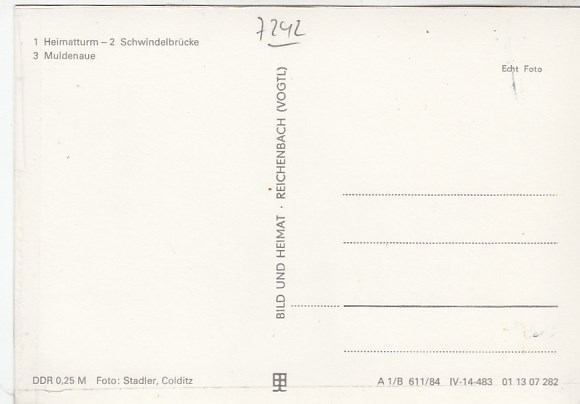 7242
1 Heimatturm – 2 Schwindelbrücke
3 Muldenaue
Echt Foto
BILD UND HEIMAT · REICHENBACH (VOGTL)
DDR 0,25 M Foto: Stadler, Colditz
A 1/B 611/84 IV-14-483 01 13 07 282